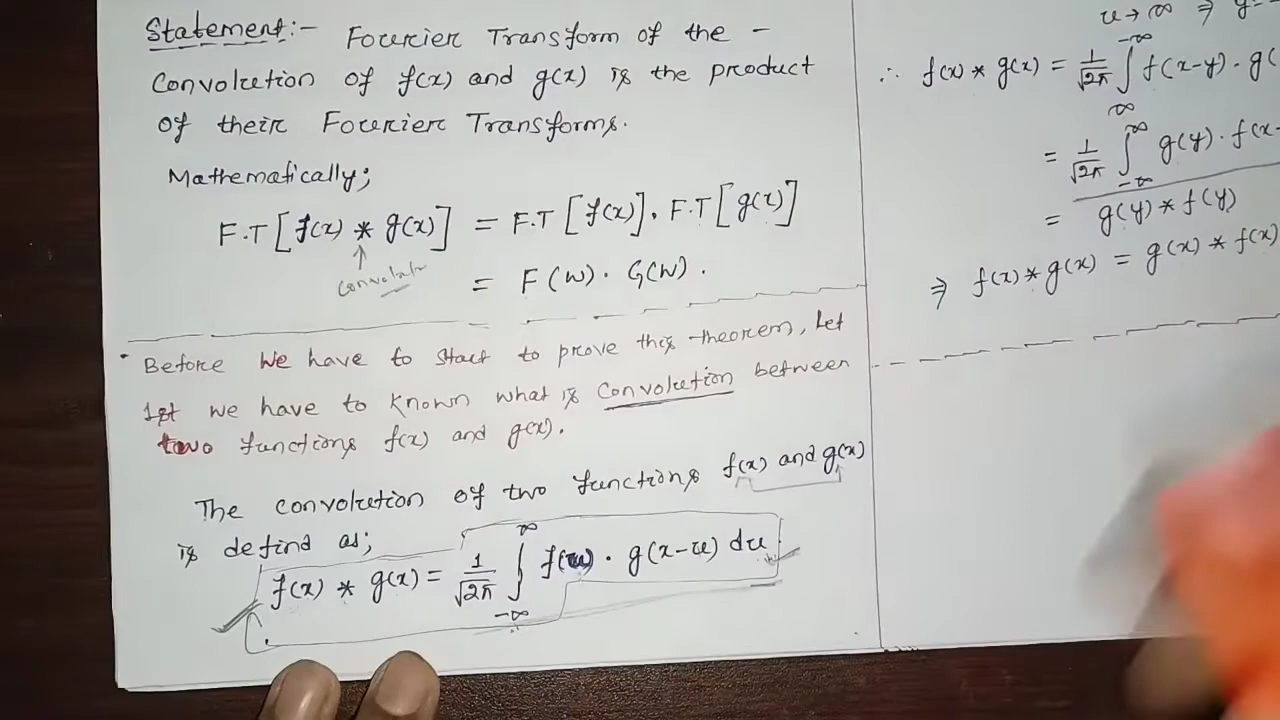 Statement:- Fourier Transform of the -
Convolution of f(x) and g(x) is the product
of their Fourier Transforms.
Mathematically;
F.T [f(x) * g(x)] = F.T [f(x)] . F.T [g(x)]
= F(w) . G(w) .
Before We have to start to prove this theorem, Let
1st we have to known what is Convolution between
two functions f(x) and g(x).
The convolution of two functions f(x) and g(x)
is defind as;
f(x) * g(x) = 1/√2π ∫ -∞ ∞ f(u) . g(x-u) du
u → ∞ ⇒ y=-
∴ f(x) * g(x) = 1/√2π ∫ ∞ -∞ f(x-y) . g(
= 1/√2π ∫ -∞ ∞ g(y) . f(x-
= g(y) * f(y)
⇒ f(x) * g(x) = g(x) * f(x)